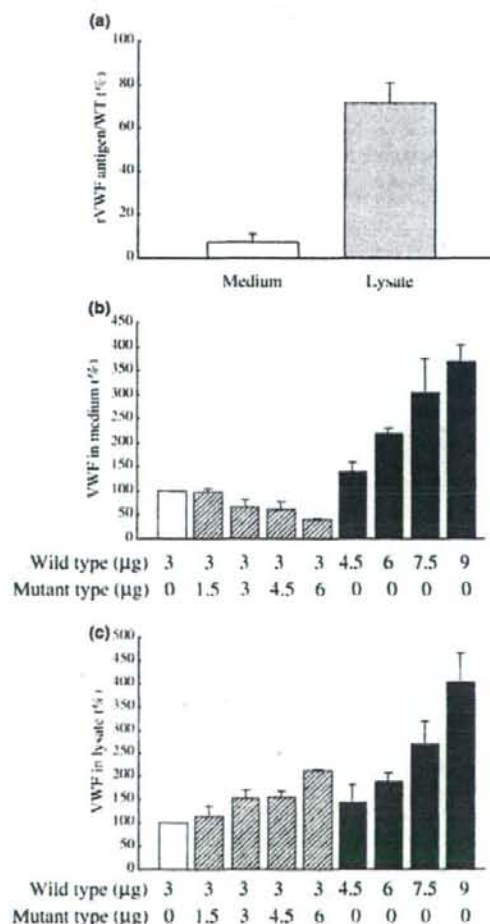 (a)
100
80
60
40
20
0
rVWF antigen/WT (%)
Medium Lysate
(b)
450
400
350
300
250
200
150
100
50
0
VWF in medium (%)
Wild type (μg) 3 3 3 3 3 4.5 6 7.5 9
Mutant type (μg) 0 1.5 3 4.5 6 0 0 0 0
(c)
500
450
400
350
300
250
200
150
100
50
0
VWF in lysate (%)
Wild type (μg) 3 3 3 3 3 4.5 6 7.5 9
Mutant type (μg) 0 1.5 3 4.5 6 0 0 0 0